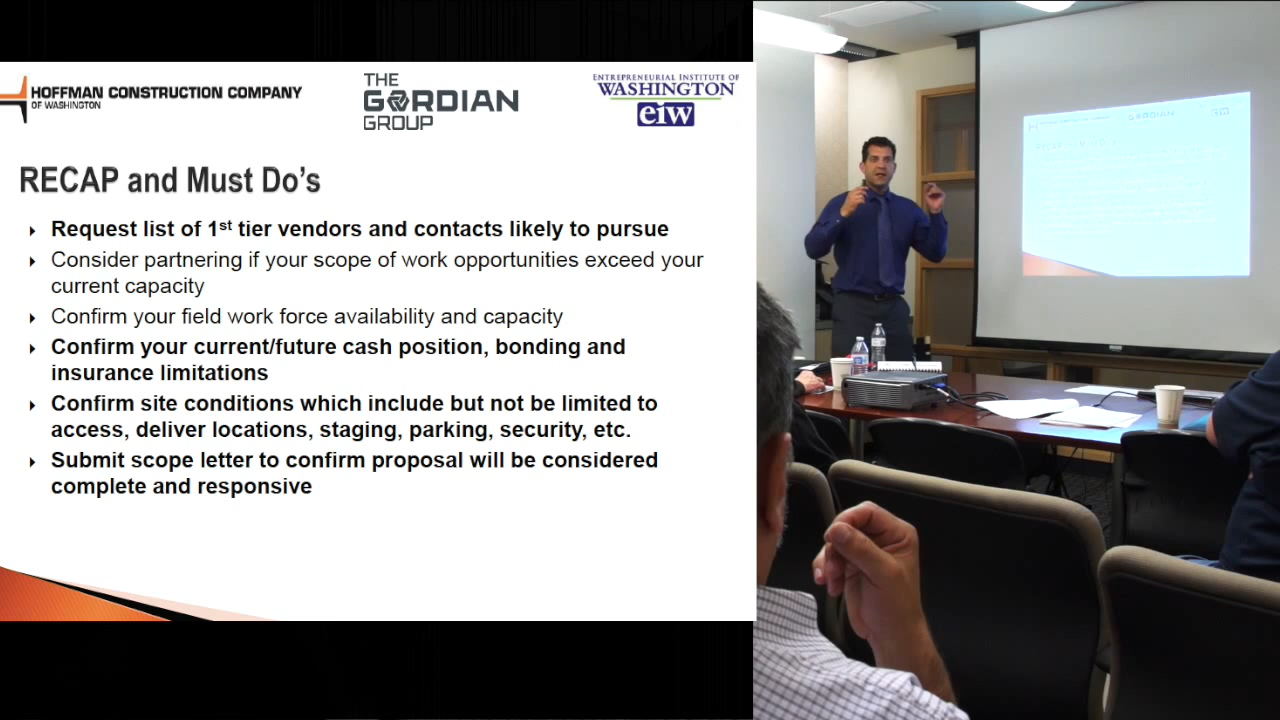 HOFFMAN CONSTRUCTION COMPANY
OF WASHINGTON
THE
GORDIAN
GROUP
ENTREPRENEURIAL INSTITUTE OF
WASHINGTON
eiw
RECAP and Must Do's
Request list of 1st tier vendors and contacts likely to pursue
Consider partnering if your scope of work opportunities exceed your
current capacity
Confirm your field work force availability and capacity
Confirm your current/future cash position, bonding and
insurance limitations
Confirm site conditions which include but not be limited to
access, deliver locations, staging, parking, security, etc.
Submit scope letter to confirm proposal will be considered
complete and responsive
GORDIAN